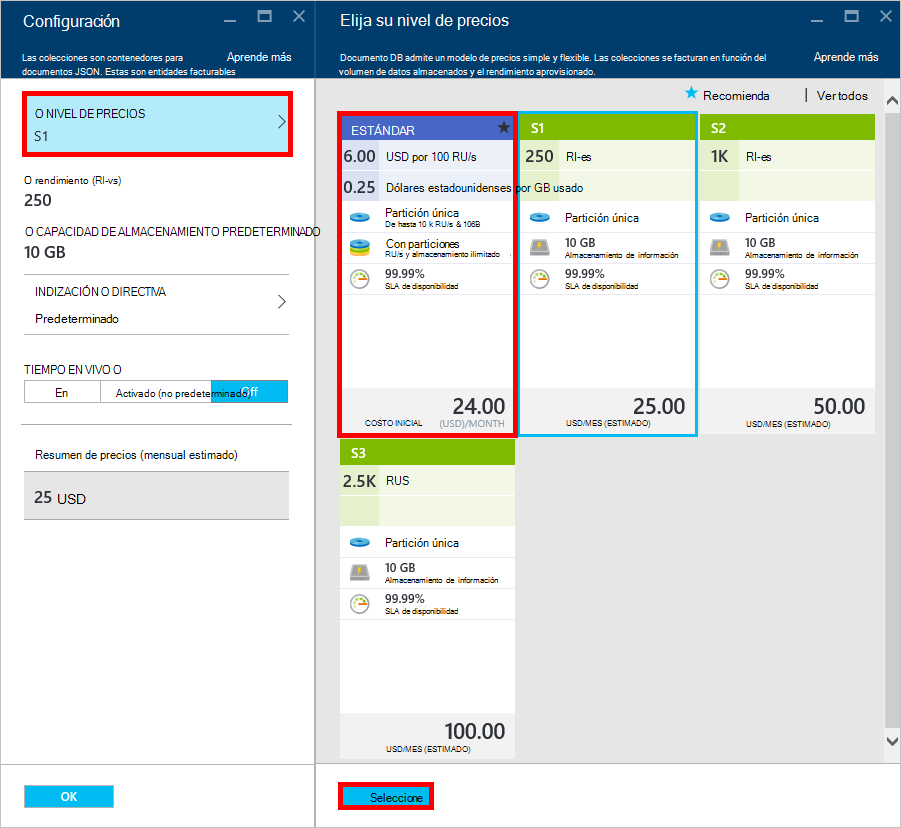 Configuración
Las colecciones son contenedores para
documentos JSON. Estas son entidades facturables
Aprende más
O NIVEL DE PRECIOS
S1
O rendimiento (RI-vs)
250
O CAPACIDAD DE ALMACENAMIENTO PREDETERMINADO
10 GB
INDIZACIÓN O DIRECTIVA
Predeterminado
TIEMPO EN VIVO O
En
Activado (no predeterminado)
Off
Resumen de precios (mensual estimado)
25 USD
OK
Elija su nivel de precios
Documento DB admite un modelo de precios simple y flexible. Las colecciones se facturan en función del
volumen de datos almacenados y el rendimiento aprovisionado.
Aprende más
Recomienda | Ver todos
ESTÁNDAR
6.00 USD por 100 RU/s
0.25 Dólares estadounidenses por GB usado
Partición única
De hasta 10 k RU/s & 106B
Con particiones
RU/s y almacenamiento ilimitado
99.99%
SLA de disponibilidad
24.00
COSTO INICIAL (USD)/MONTH
S1
250 RI-es
Partición única
10 GB
Almacenamiento de información
99.99%
SLA de disponibilidad
25.00
USD/MES (ESTIMADO)
S2
1K RI-es
Partición única
10 GB
Almacenamiento de información
99.99%
SLA de disponibilidad
50.00
USD/MES (ESTIMADO)
S3
2.5K RUS
Partición única
10 GB
Almacenamiento de información
99.99%
SLA de disponibilidad
100.00
USD/MES (ESTIMADO)
Seleccione